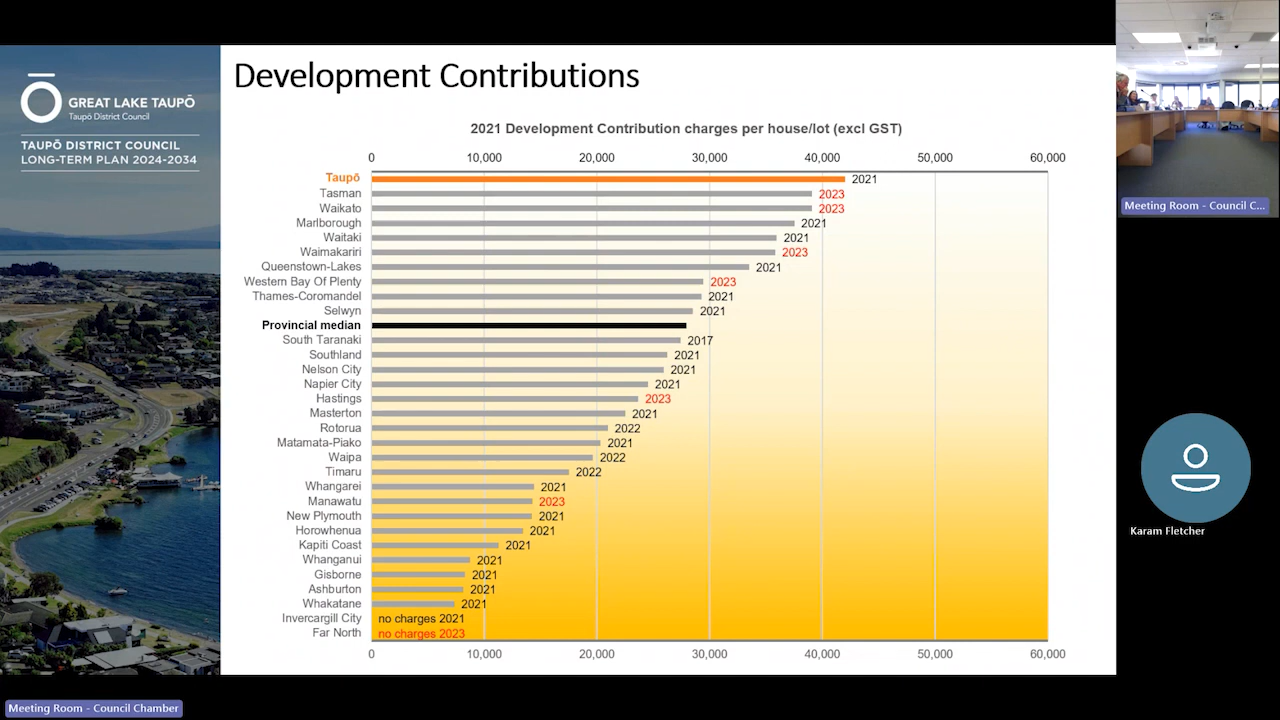 GREAT LAKE TAUPŌ
Taupō District Council
TAUPŌ DISTRICT COUNCIL
LONG-TERM PLAN 2024-2034
Development Contributions
2021 Development Contribution charges per house/lot (excl GST)
0 10,000 20,000 30,000 40,000 50,000 60,000
Taupō 2021
Tasman 2023
Waikato 2023
Marlborough 2021
Waitaki 2021
Waimakariri 2023
Queenstown-Lakes 2021
Western Bay Of Plenty 2023
Thames-Coromandel 2021
Selwyn 2021
Provincial median
South Taranaki 2017
Southland 2021
Nelson City 2021
Napier City 2021
Hastings 2023
Masterton 2021
Rotorua 2022
Matamata-Piako 2021
Waipa 2022
Timaru 2022
Whangarei 2021
Manawatu 2023
New Plymouth 2021
Horowhenua 2021
Kapiti Coast 2021
Whanganui 2021
Gisborne 2021
Ashburton 2021
Whakatane 2021
Invercargill City no charges 2021
Far North no charges 2023
0 10,000 20,000 30,000 40,000 50,000 60,000
Meeting Room - Council C...
Karam Fletcher
Meeting Room - Council Chamber